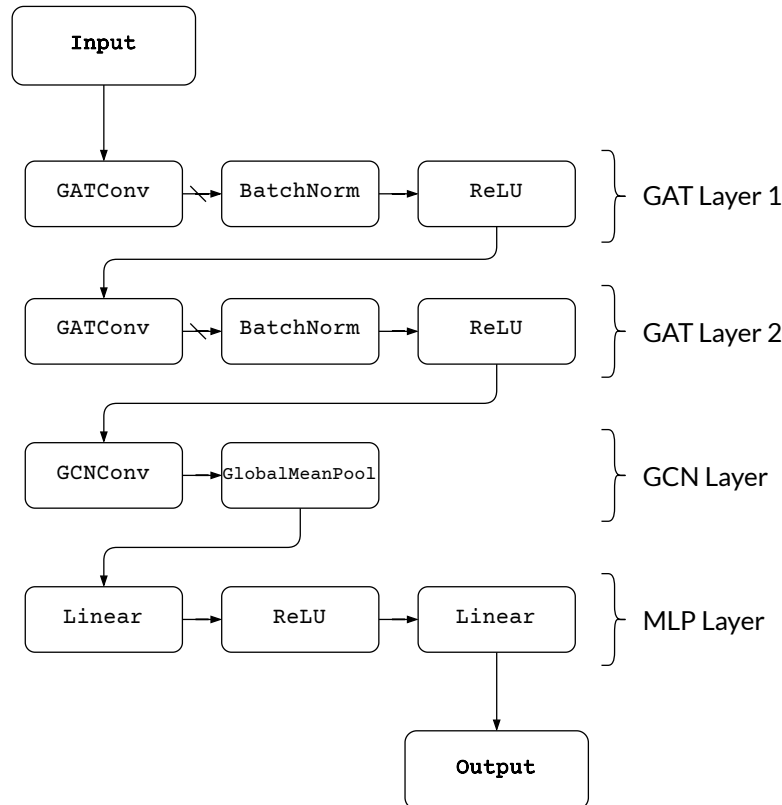 Input
GATConv
BatchNorm
ReLU
GAT Layer 1
GATConv
BatchNorm
ReLU
GAT Layer 2
GCNConv
GlobalMeanPool
GCN Layer
Linear
ReLU
Linear
MLP Layer
Output